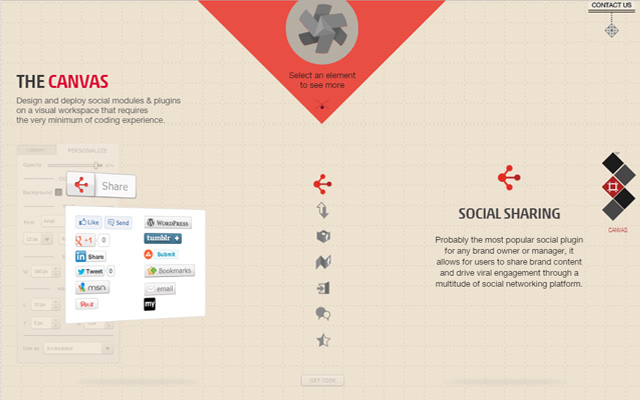 CONTACT US
Select an element
to see more
THE CANVAS
Design and deploy social modules & plugins
on a visual workspace that requires
the very minimum of coding experience.
PERSONALIZE
Opacity
Background
Share
Like
Send
WORDPRESS
+1
0
tumblr +
in Share
Submit
Tweet
0
Bookmarks
msn
email
Pin it
my
SOCIAL SHARING
Probably the most popular social plugin
for any brand owner or manager, it
allows for users to share brand content
and drive viral engagement through a
multitude of social networking platform.
CANVAS
GET CODE